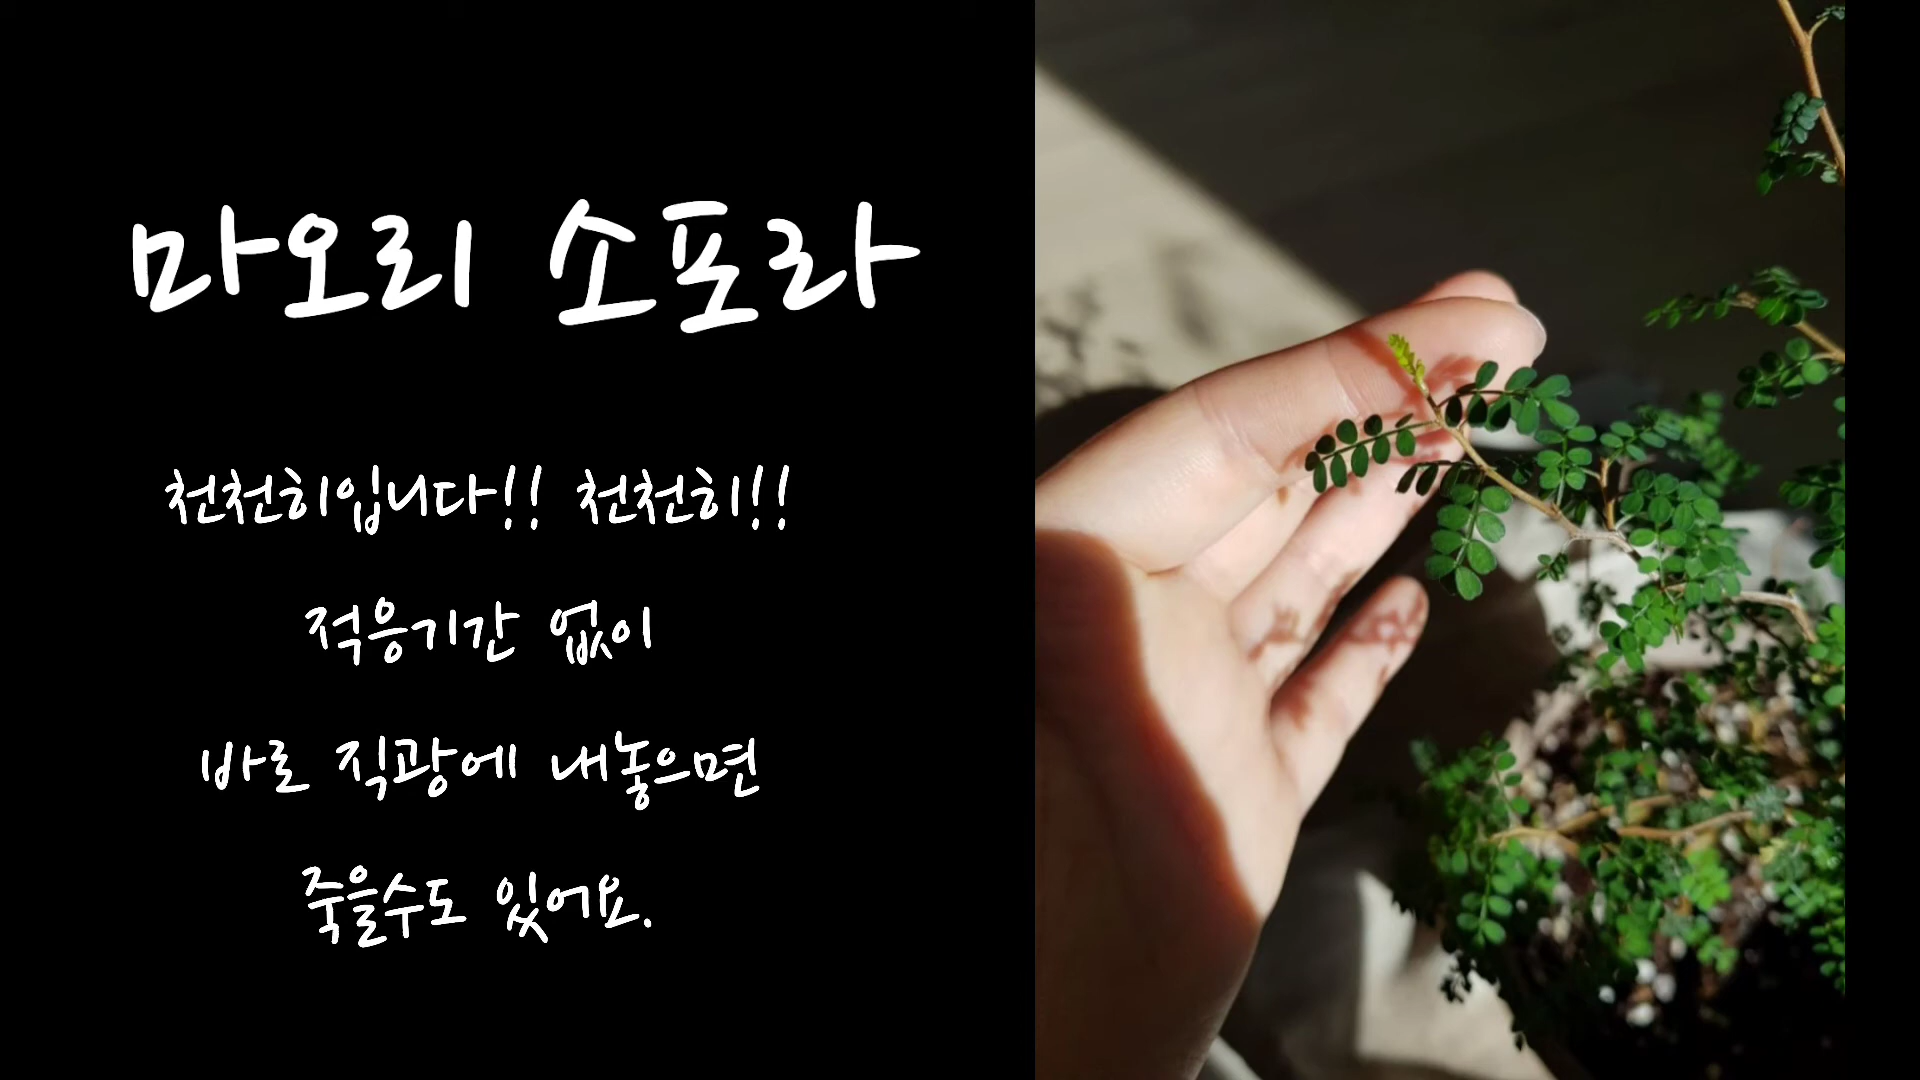 마오리 소포라
천천히입니다!! 천천히!!
적응기간 없이
바로 직광에 내놓으면
죽을수도 있어요.